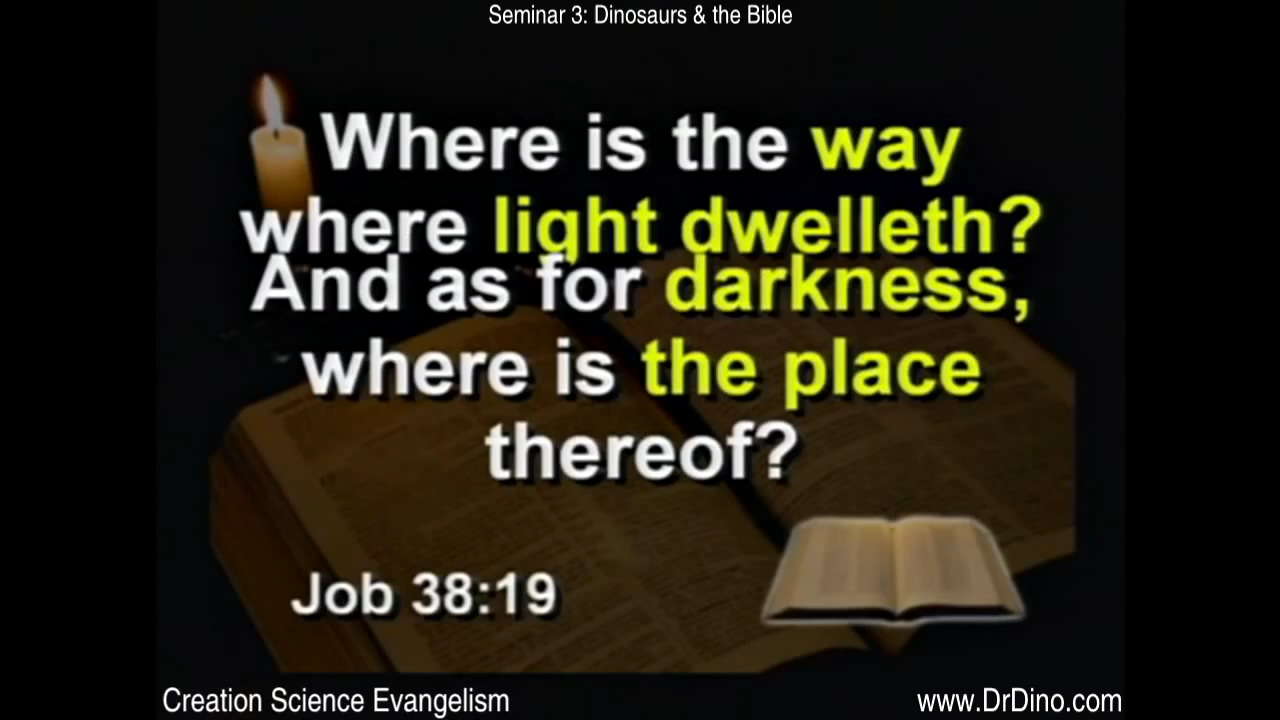 Seminar 3: Dinosaurs & the Bible
Where is the way
where light dwelleth?
And as for darkness,
where is the place
thereof?
Job 38:19
Creation Science Evangelism
www.DrDino.com